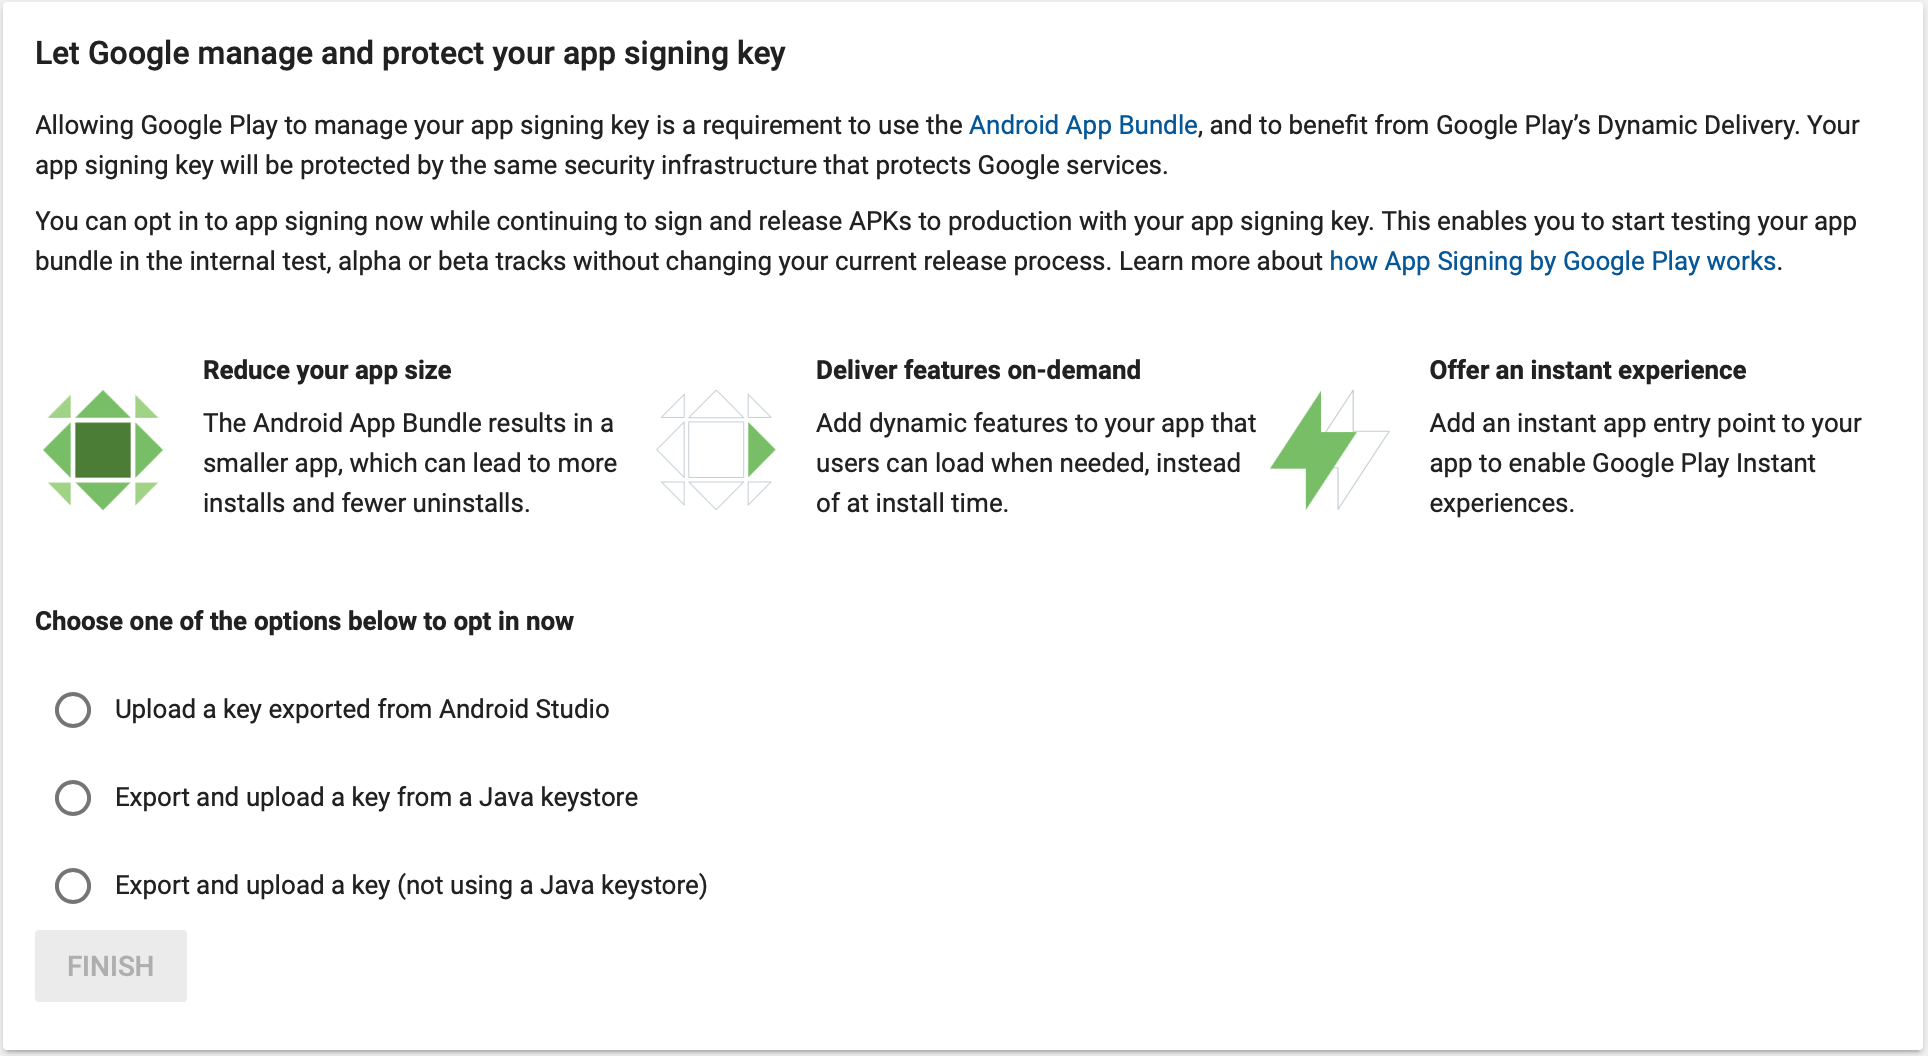 Let Google manage and protect your app signing key
Allowing Google Play to manage your app signing key is a requirement to use the Android App Bundle, and to benefit from Google Play’s Dynamic Delivery. Your
app signing key will be protected by the same security infrastructure that protects Google services.
You can opt in to app signing now while continuing to sign and release APKs to production with your app signing key. This enables you to start testing your app
bundle in the internal test, alpha or beta tracks without changing your current release process. Learn more about how App Signing by Google Play works.
Reduce your app size
The Android App Bundle results in a
smaller app, which can lead to more
installs and fewer uninstalls.
Deliver features on-demand
Add dynamic features to your app that
users can load when needed, instead
of at install time.
Offer an instant experience
Add an instant app entry point to your
app to enable Google Play Instant
experiences.
Choose one of the options below to opt in now
Upload a key exported from Android Studio
Export and upload a key from a Java keystore
Export and upload a key (not using a Java keystore)
FINISH